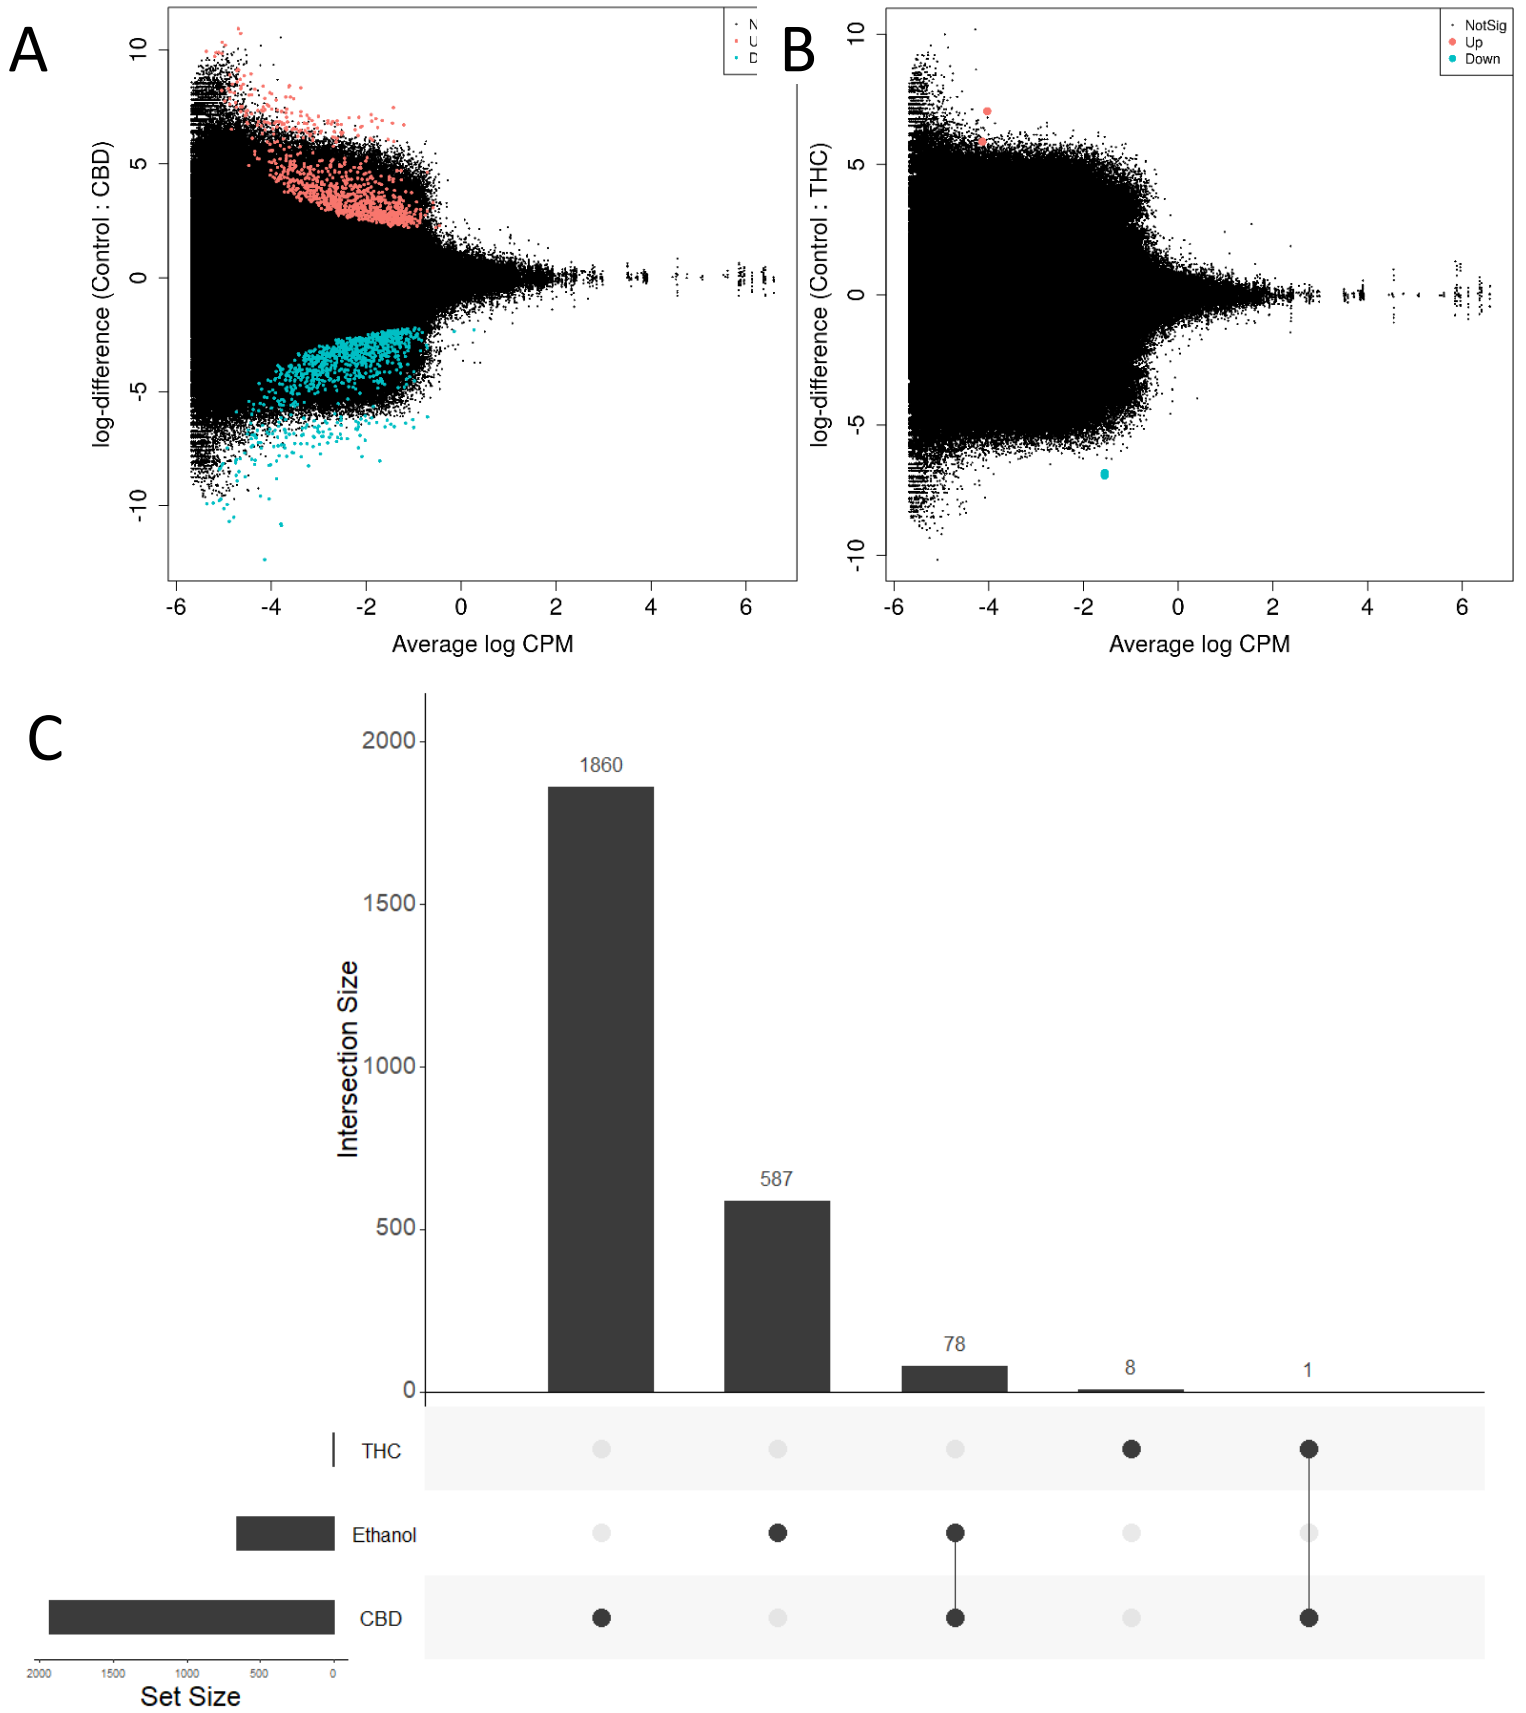 A
10
5
0
-5
-10
log-difference (Control : CBD)
-6 -4 -2 0 2 4 6
Average log CPM
N
U
D
B
10
5
0
-5
-10
log-difference (Control : THC)
-6 -4 -2 0 2 4 6
Average log CPM
NotSig
Up
Down
C
2000
1500
1000
500
0
Intersection Size
1860
587
78
8
1
THC
Ethanol
CBD
2000 1500 1000 500 0
Set Size